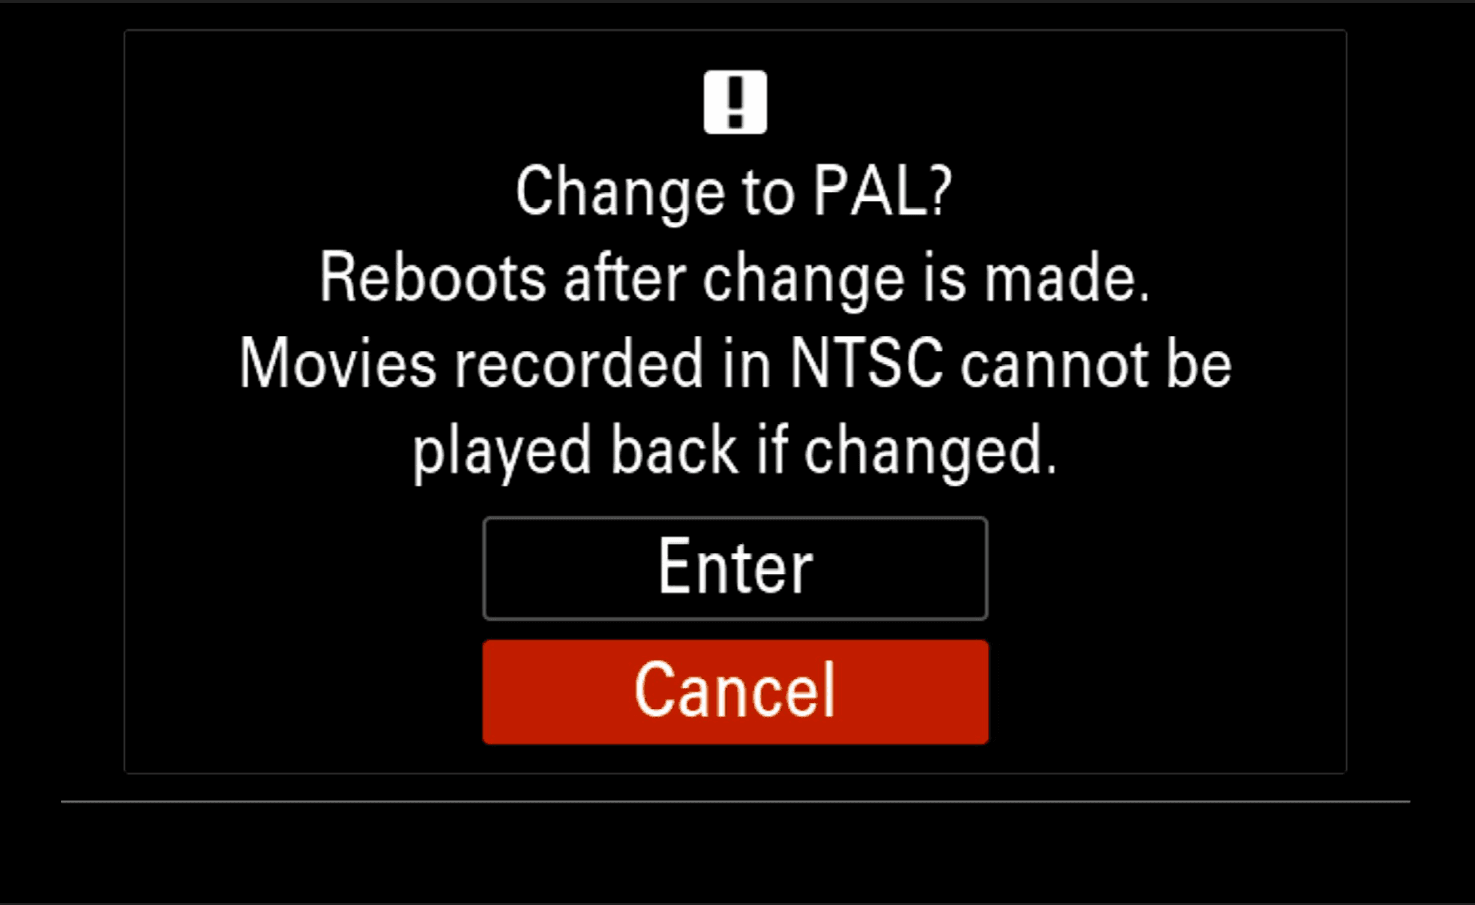 Change to PAL?
Reboots after change is made.
Movies recorded in NTSC cannot be
played back if changed.
Enter
Cancel